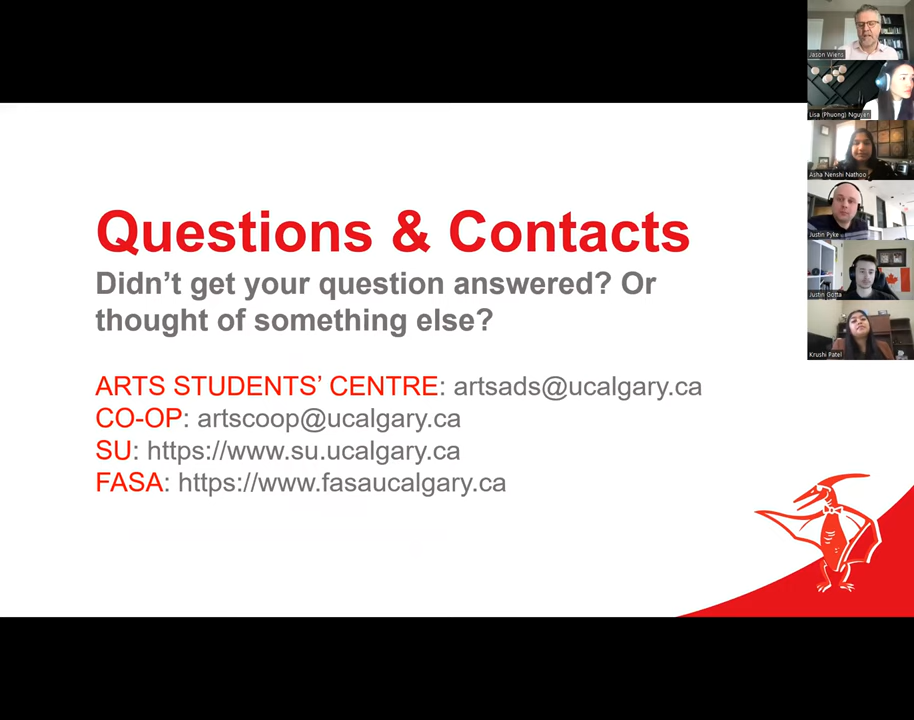 Questions & Contacts
Didn’t get your question answered? Or
thought of something else?
ARTS STUDENTS’ CENTRE: artsads@ucalgary.ca
CO-OP: artscoop@ucalgary.ca
SU: https://www.su.ucalgary.ca
FASA: https://www.fasaucalgary.ca
Jason Wiens
Lisa (Phuong) Nguyen
Asha Nenshi Nathoo
Justin Pyke
Justin Gotta
Krushi Patel